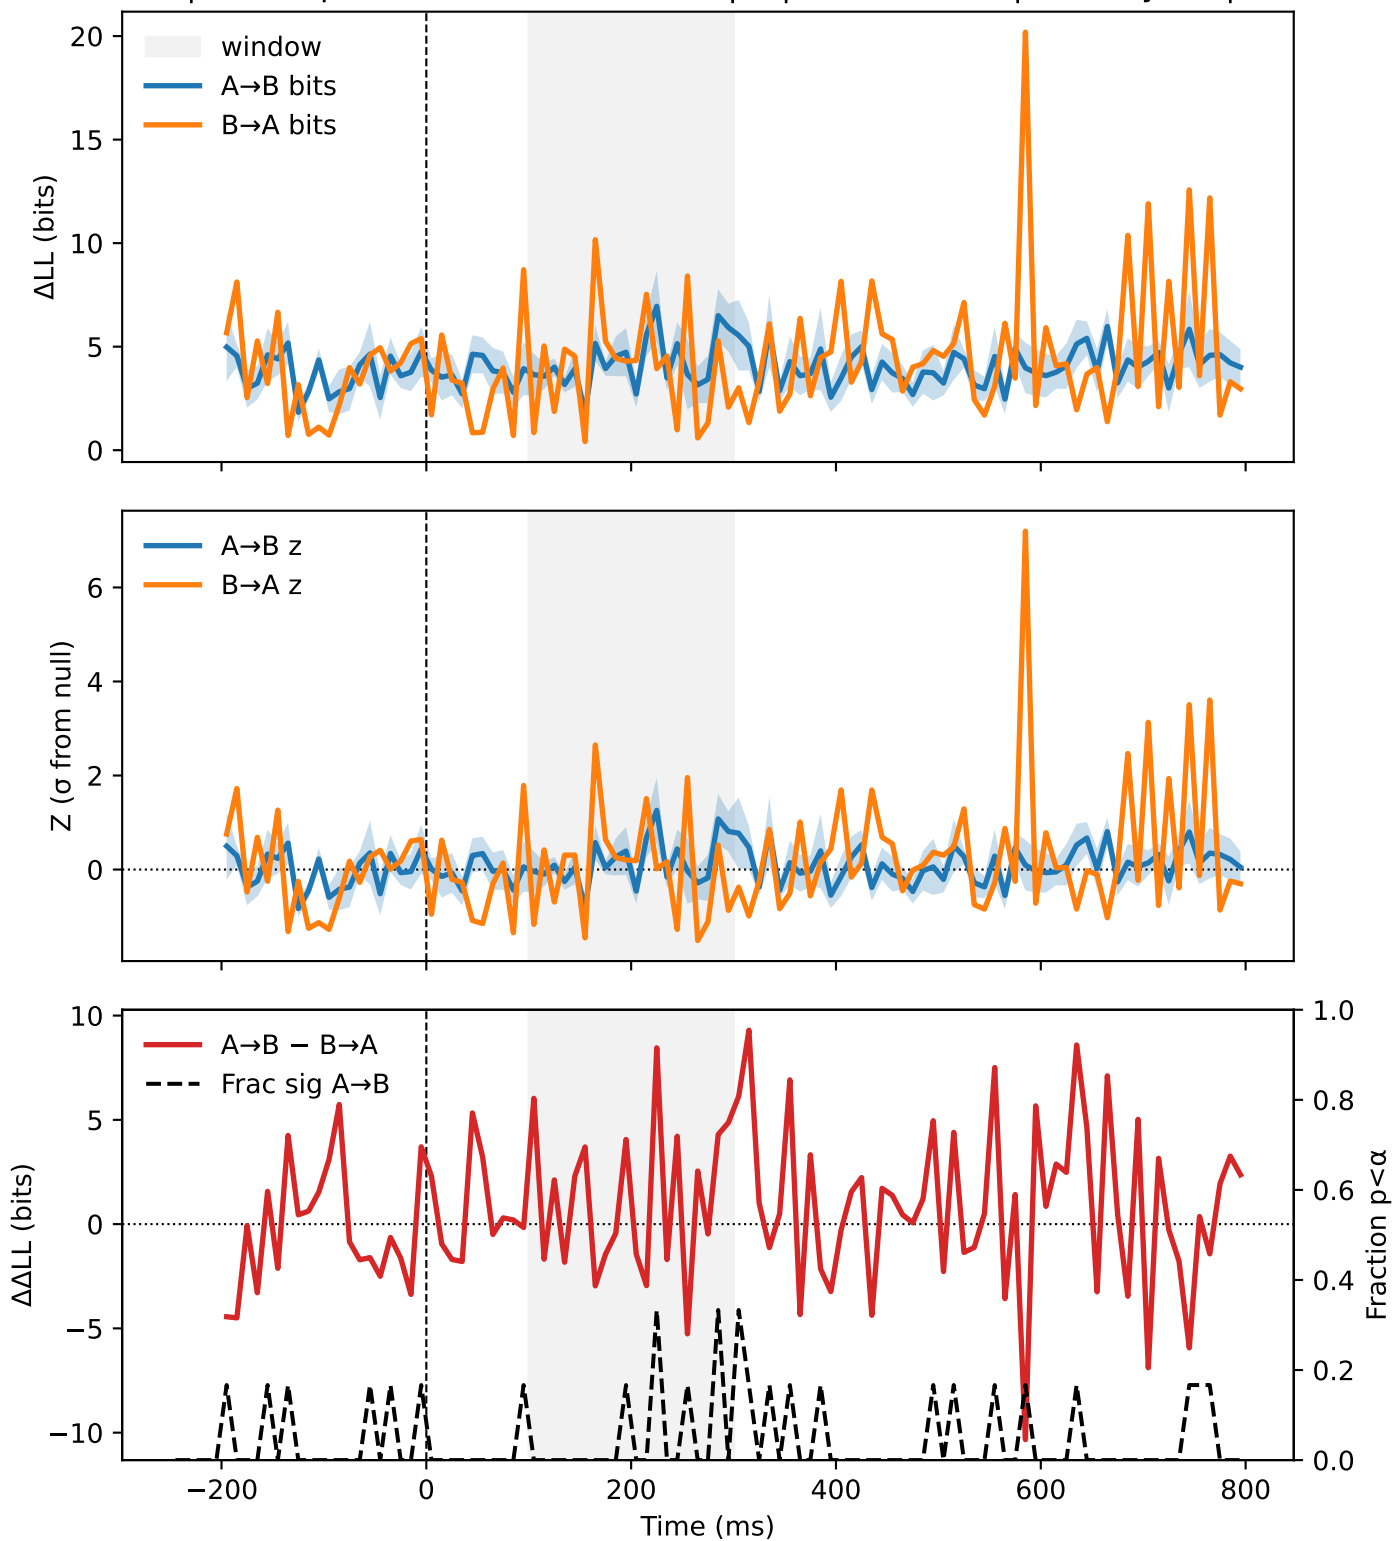 20
15
10
5
0
ΔLL (bits)
window
A→B bits
B→A bits
6
4
2
0
Z (σ from null)
A→B z
B→A z
10
5
0
−5
−10
ΔΔLL (bits)
A→B − B→A
Frac sig A→B
1.0
0.8
0.6
0.4
0.2
0.0
Fraction p<α
−200 0 200 400 600 800
Time (ms)